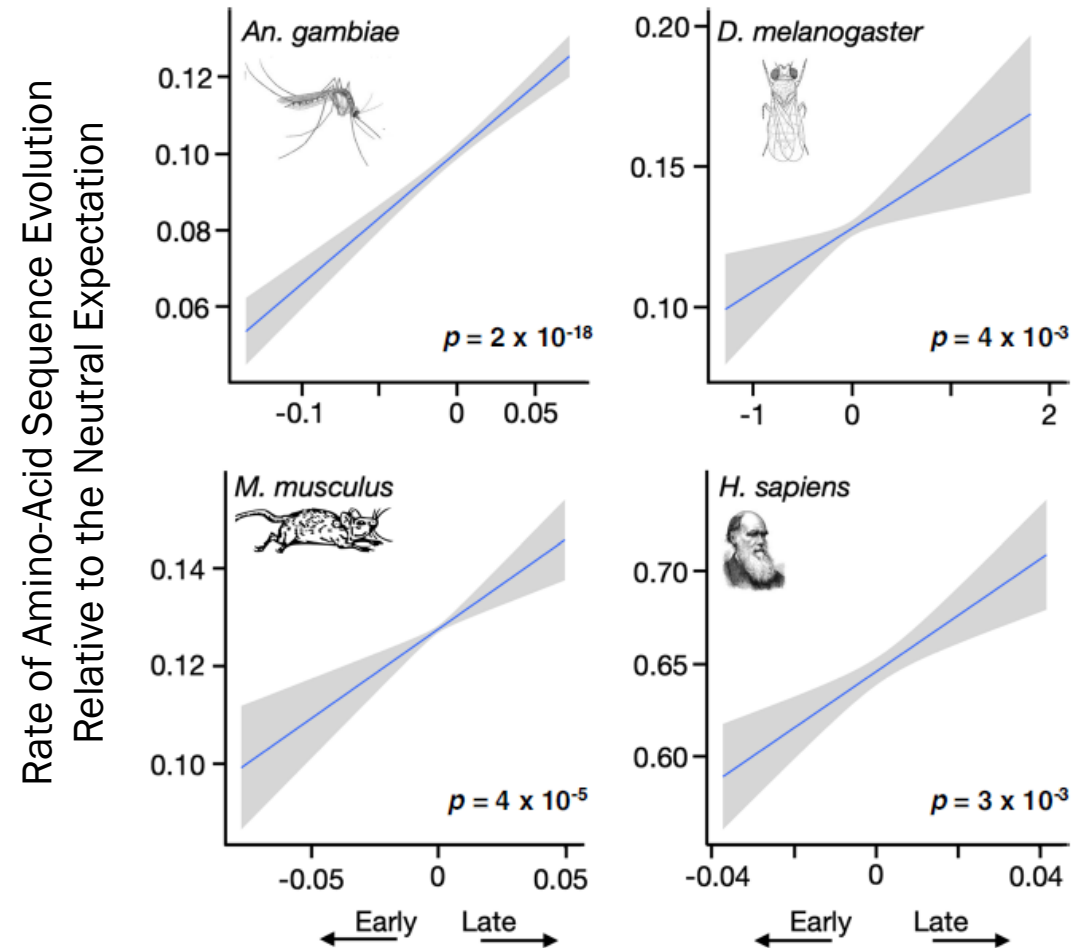 Rate of Amino-Acid Sequence Evolution
Relative to the Neutral Expectation
An. gambiae
0.12
0.10
0.08
0.06
p = 2 x 10⁻¹⁸
-0.1 0 0.05
D. melanogaster
0.20
0.15
0.10
p = 4 x 10⁻³
-1 0 2
M. musculus
0.14
0.12
0.10
p = 4 x 10⁻⁵
-0.05 0 0.05
Early Late
H. sapiens
0.70
0.65
0.60
p = 3 x 10⁻³
-0.04 0 0.04
Early Late